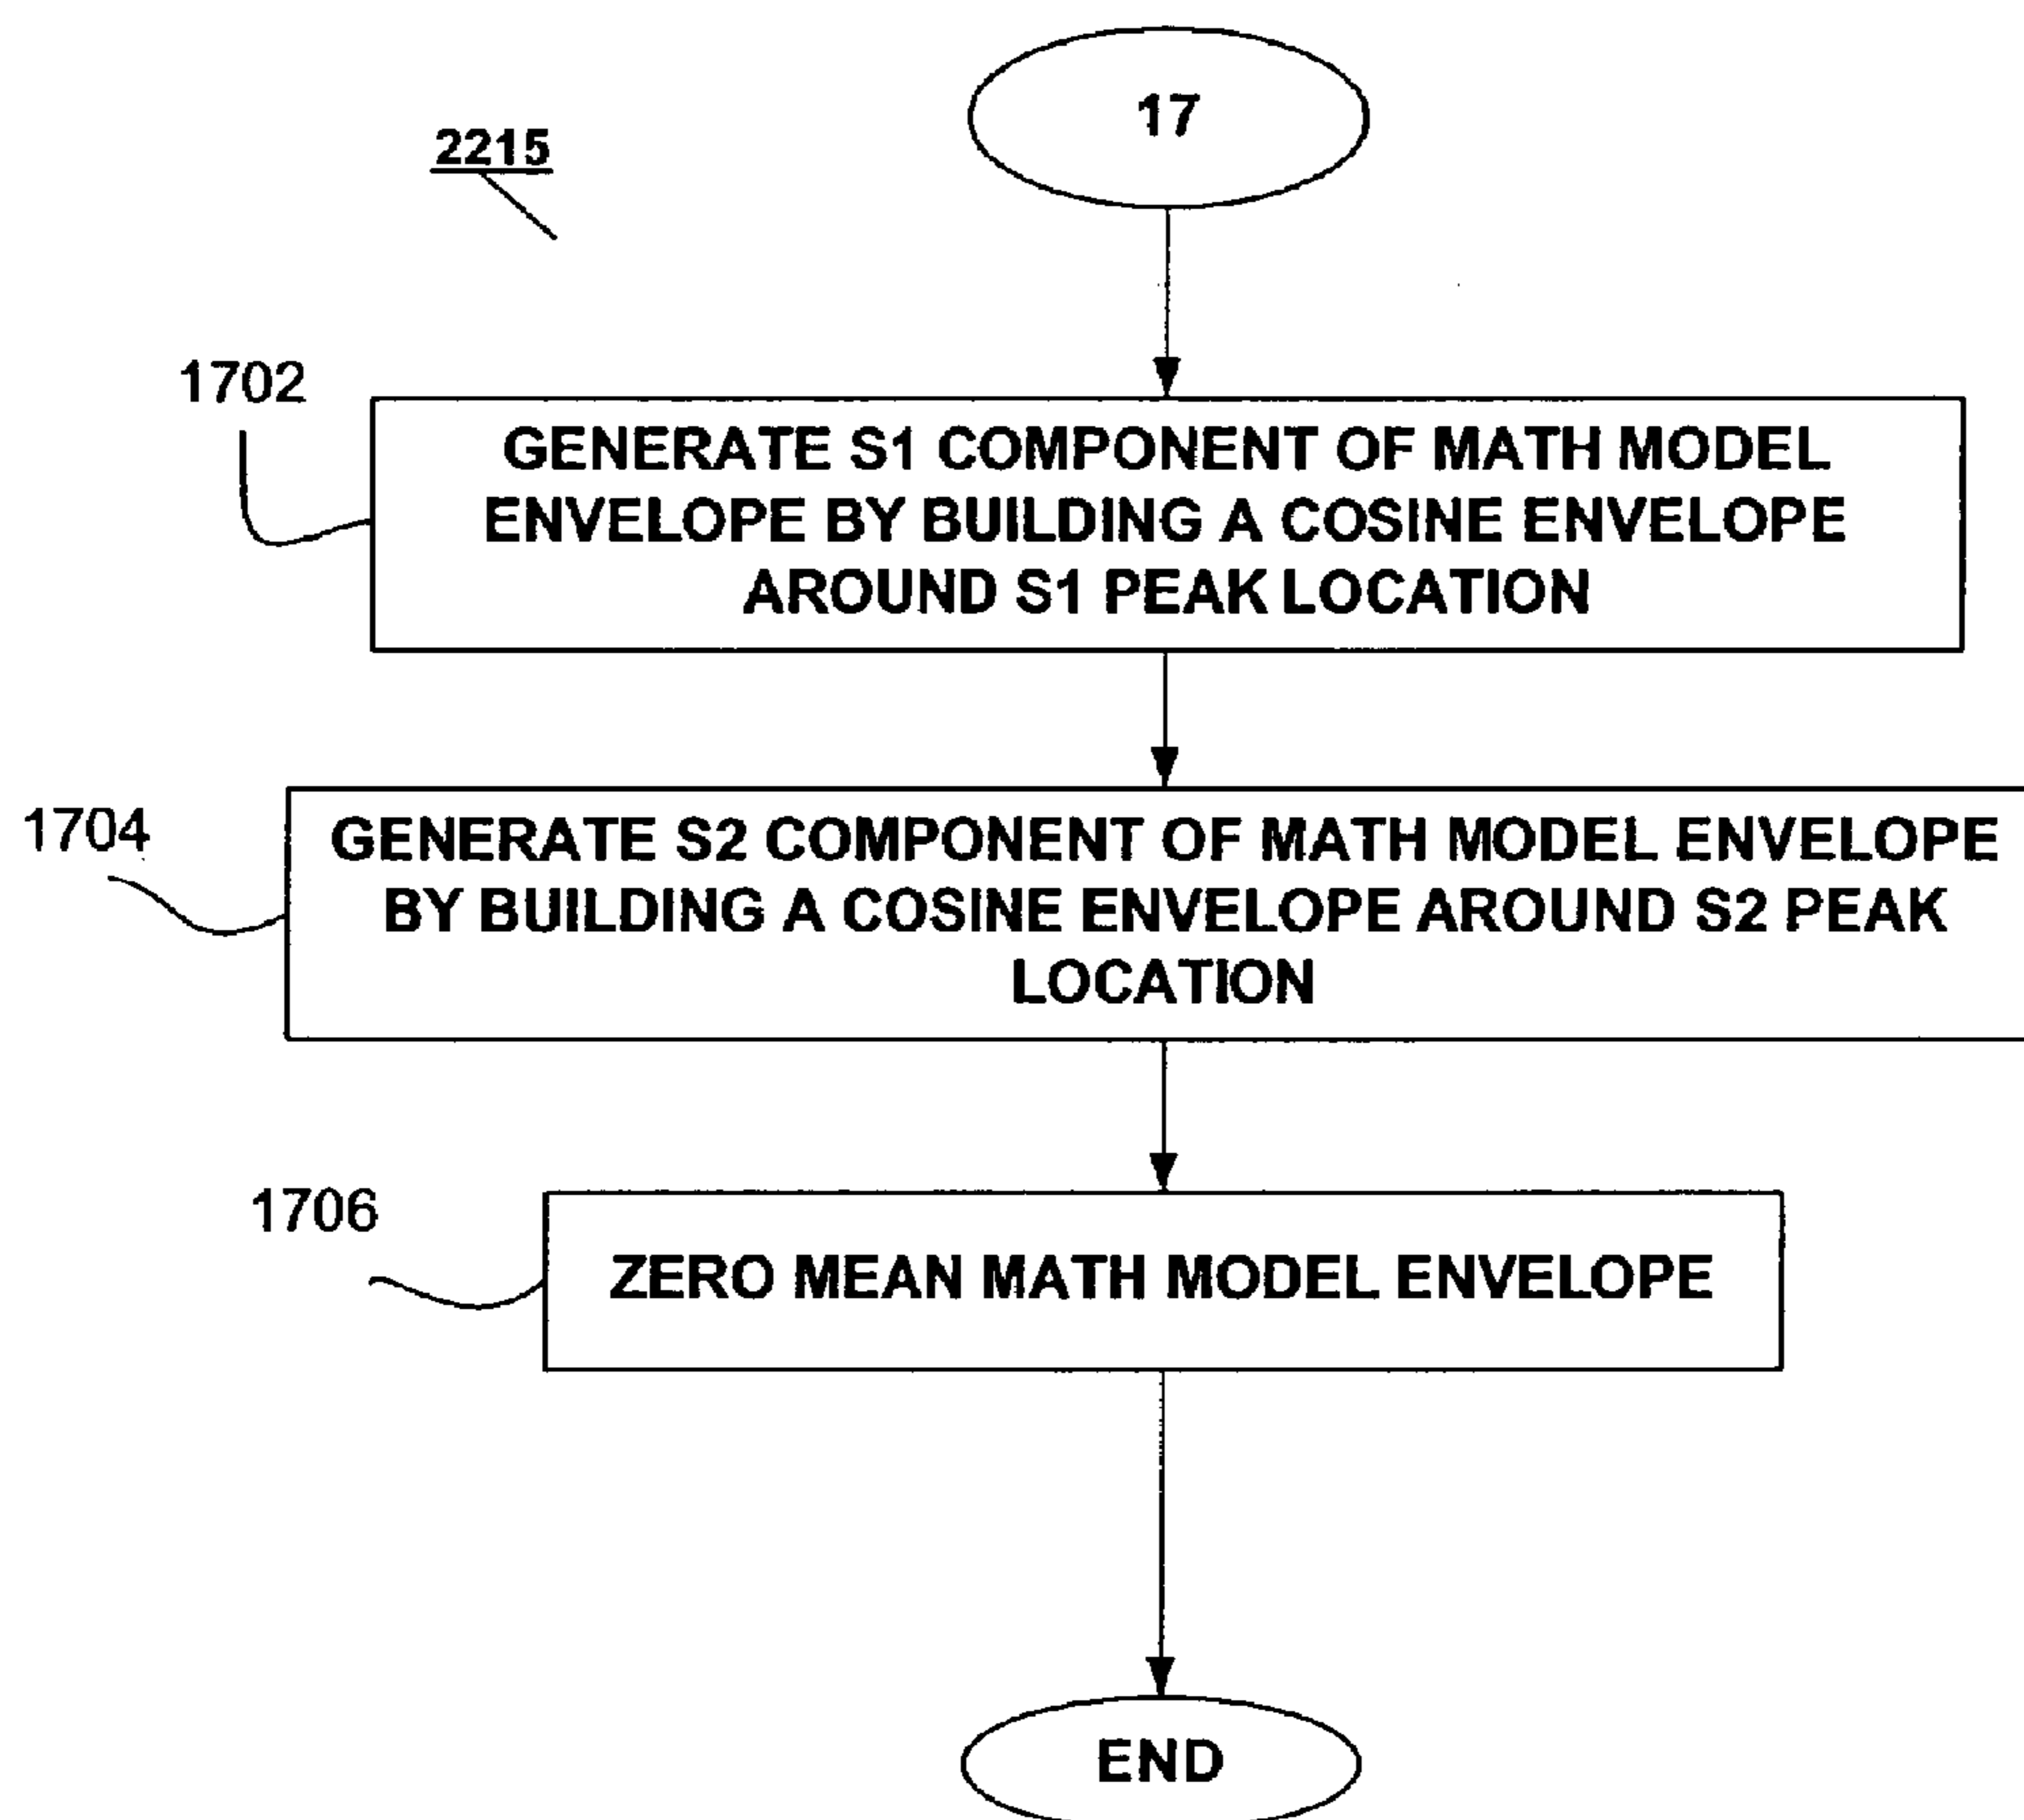 17
2215
1702
GENERATE S1 COMPONENT OF MATH MODEL
ENVELOPE BY BUILDING A COSINE ENVELOPE
AROUND S1 PEAK LOCATION
1704
GENERATE S2 COMPONENT OF MATH MODEL ENVELOPE
BY BUILDING A COSINE ENVELOPE AROUND S2 PEAK
LOCATION
1706
ZERO MEAN MATH MODEL ENVELOPE
END